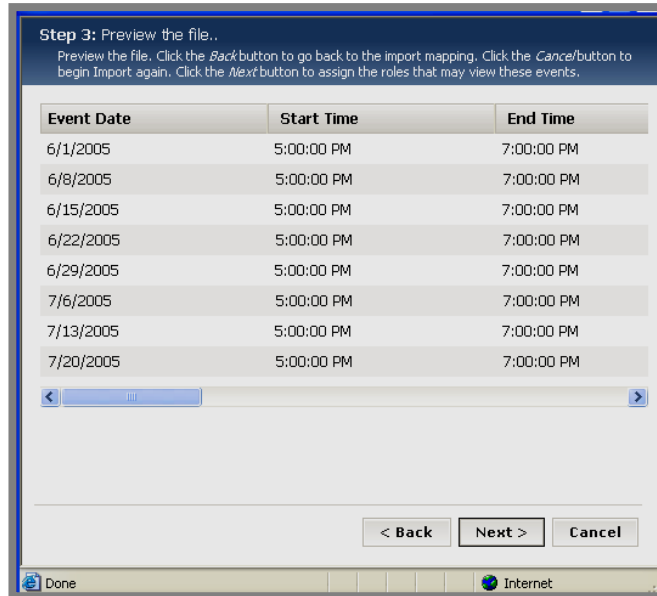 Step 3: Preview the file..
Preview the file. Click the Back button to go back to the import mapping. Click the Cancel button to
begin Import again. Click the Next button to assign the roles that may view these events.
Event Date Start Time End Time
6/1/2005 5:00:00 PM 7:00:00 PM
6/8/2005 5:00:00 PM 7:00:00 PM
6/15/2005 5:00:00 PM 7:00:00 PM
6/22/2005 5:00:00 PM 7:00:00 PM
6/29/2005 5:00:00 PM 7:00:00 PM
7/6/2005 5:00:00 PM 7:00:00 PM
7/13/2005 5:00:00 PM 7:00:00 PM
7/20/2005 5:00:00 PM 7:00:00 PM
< Back Next > Cancel
Done Internet